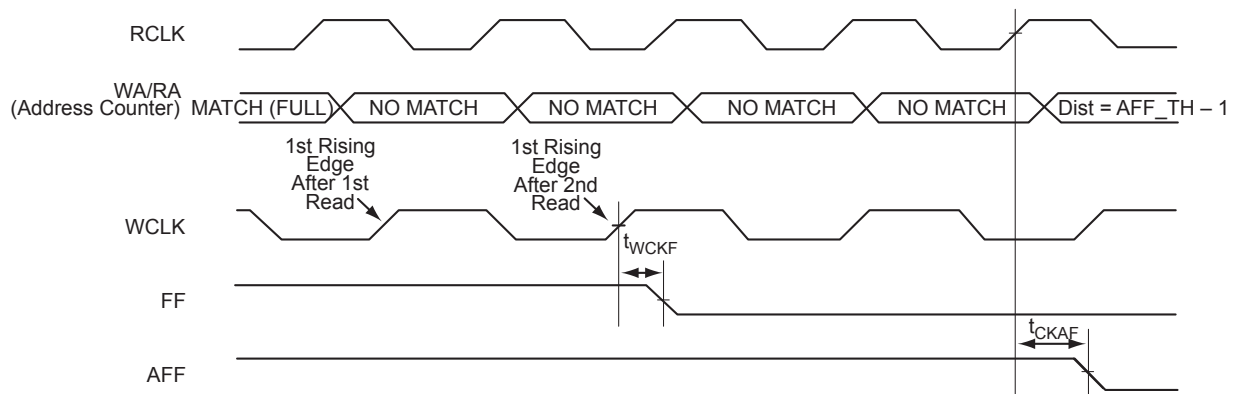 RCLK
WA/RA
(Address Counter) MATCH (FULL) NO MATCH NO MATCH NO MATCH NO MATCH Dist = AFF_TH – 1
1st Rising
Edge
After 1st
Read
1st Rising
Edge
After 2nd
Read
WCLK
tWCKF
FF
tCKAF
AFF